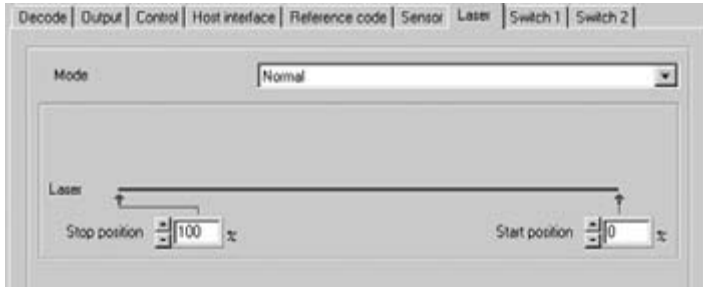 Decode Output Control Host interface Reference code Sensor Laser Switch 1 Switch 2
Mode Normal
Laser
Stop position 100 % Start position 0 %